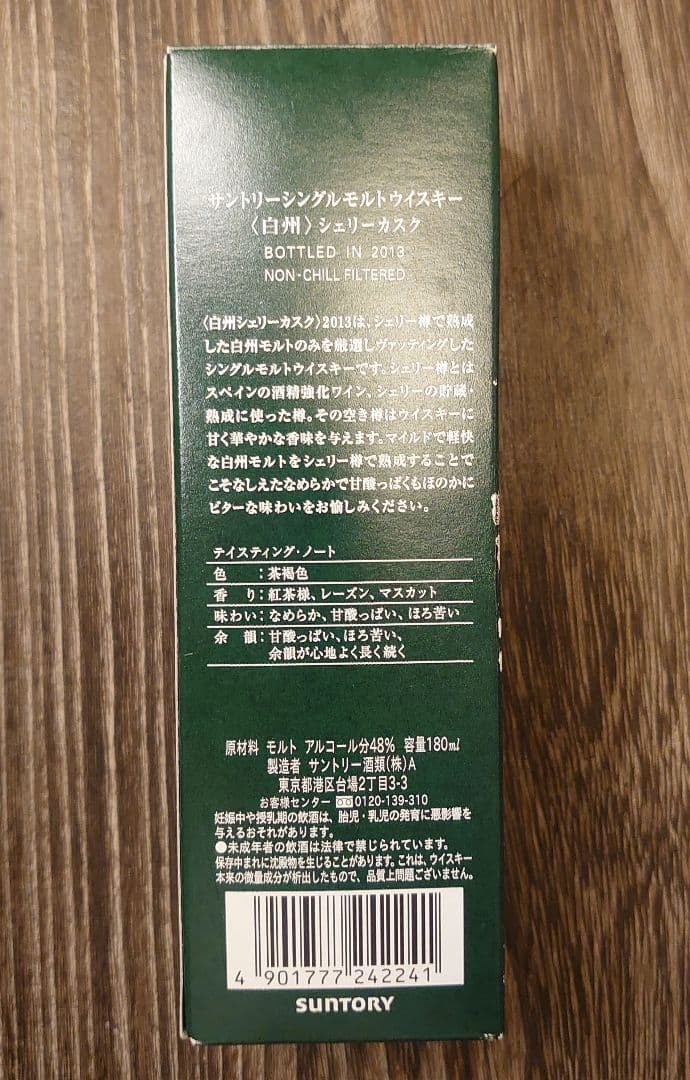 サントリーシングルモルトウイスキー
〈白州〉シェリーカスク
BOTTLED IN 2013
NON-CHILL FILTERED
〈白州シェリーカスク〉2013は、シェリー樽で熟成
した白州モルトのみを厳選しヴァッティングした
シングルモルトウイスキーです。シェリー樽とは
スペインの酒精強化ワイン、シェリーの貯蔵・
熟成に使った樽。その空き樽はウイスキーに
甘く華やかな香味を与えます。マイルドで軽快
な白州モルトをシェリー樽で熟成することで
こそなしえたなめらかで甘酸っぱくもほのかに
ビターな味わいをお愉しみください。
テイスティング・ノート
色 ：茶褐色
香 り：紅茶様、レーズン、マスカット
味わい：なめらか、甘酸っぱい、ほろ苦い
余 韻：甘酸っぱい、ほろ苦い、
余韻が心地よく長く続く
原材料 モルト アルコール分48% 容量180ml
製造者 サントリー酒類(株)A
東京都港区台場2丁目3-3
お客様センター 0120-139-310
妊娠中や授乳期の飲酒は、胎児・乳児の発育に悪影響を
与えるおそれがあります。
●未成年者の飲酒は法律で禁じられています。
保存中まれに沈殿物を生じることがあります。これは、ウイスキー
本来の微量成分が析出したもので、品質上問題ございません。
4 901777 242241
SUNTORY